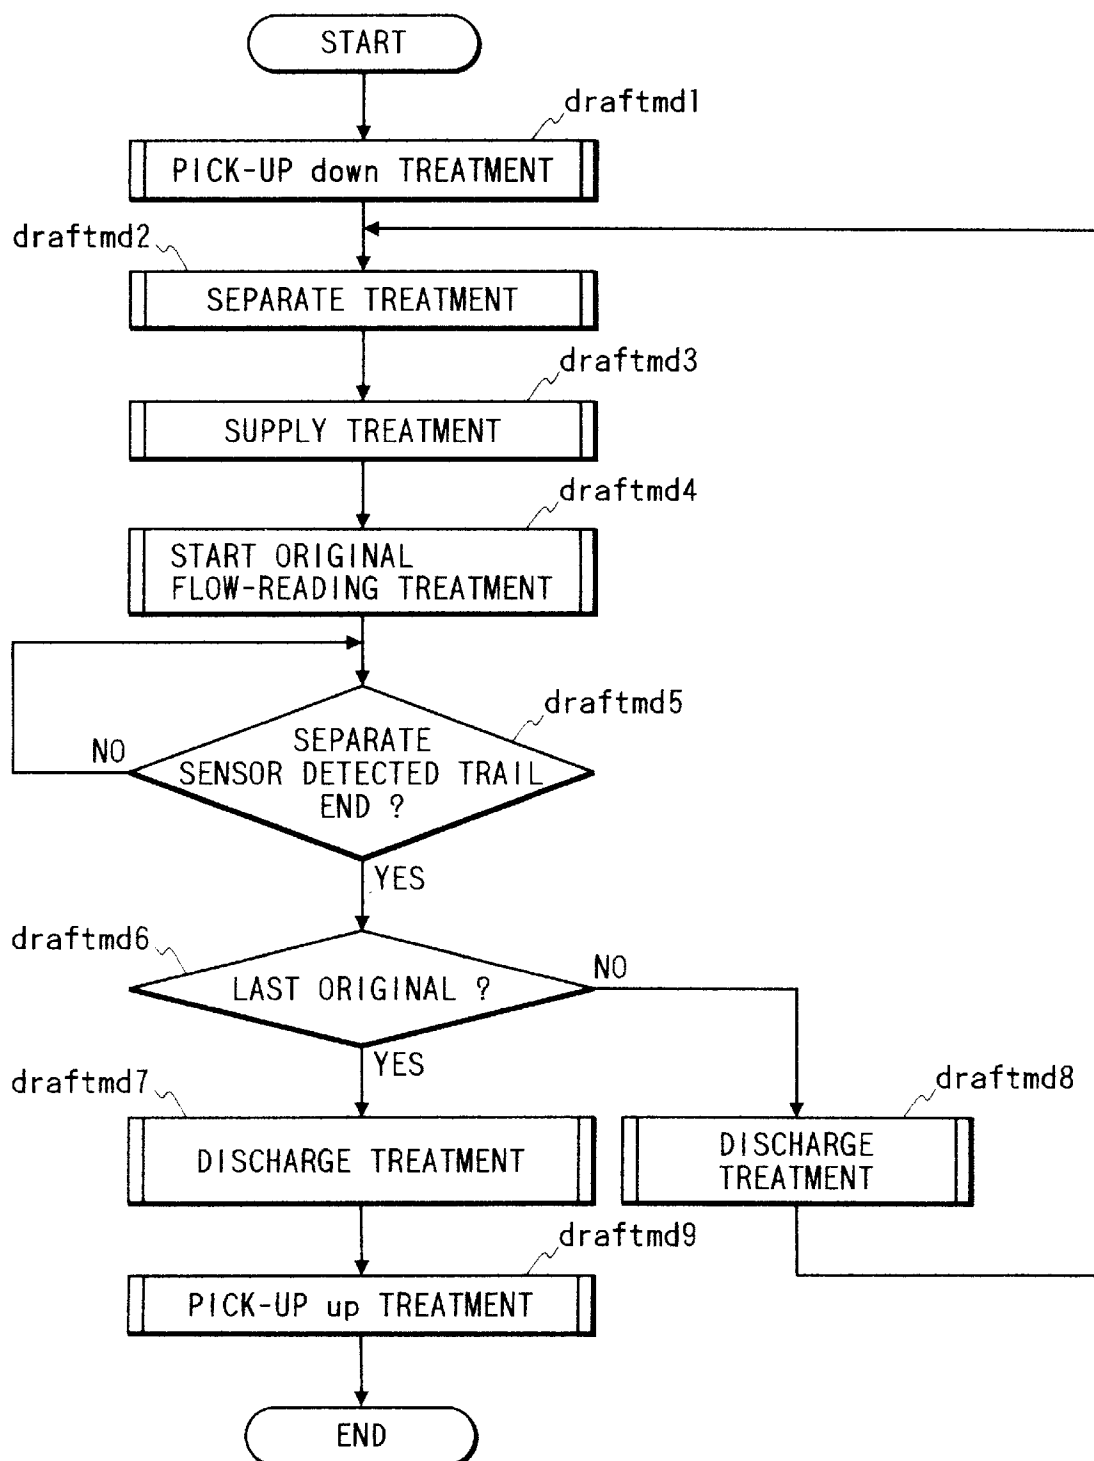 START
draftmd1
PICK-UP down TREATMENT
draftmd2
SEPARATE TREATMENT
draftmd3
SUPPLY TREATMENT
draftmd4
START ORIGINAL
FLOW-READING TREATMENT
draftmd5
SEPARATE
SENSOR DETECTED TRAIL
END ?
NO
YES
draftmd6
LAST ORIGINAL ?
NO
YES
draftmd7
draftmd8
DISCHARGE TREATMENT
DISCHARGE
TREATMENT
draftmd9
PICK-UP up TREATMENT
END